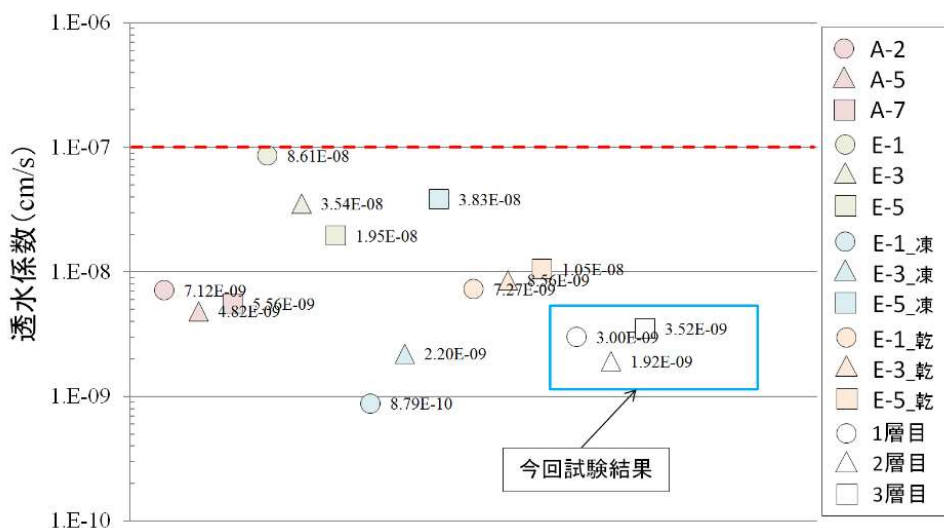 1.E-06
1.E-07
1.E-08
1.E-09
1.E-10
透水係数(cm/s)
8.61E-08
3.54E-08
3.83E-08
1.95E-08
1.05E-08
8.56E-09
7.27E-09
7.12E-09
5.56E-09
4.82E-09
3.52E-09
3.00E-09
1.92E-09
2.20E-09
8.79E-10
今回試験結果
A-2
A-5
A-7
E-1
E-3
E-5
E-1_凍
E-3_凍
E-5_凍
E-1_乾
E-3_乾
E-5_乾
1層目
2層目
3層目